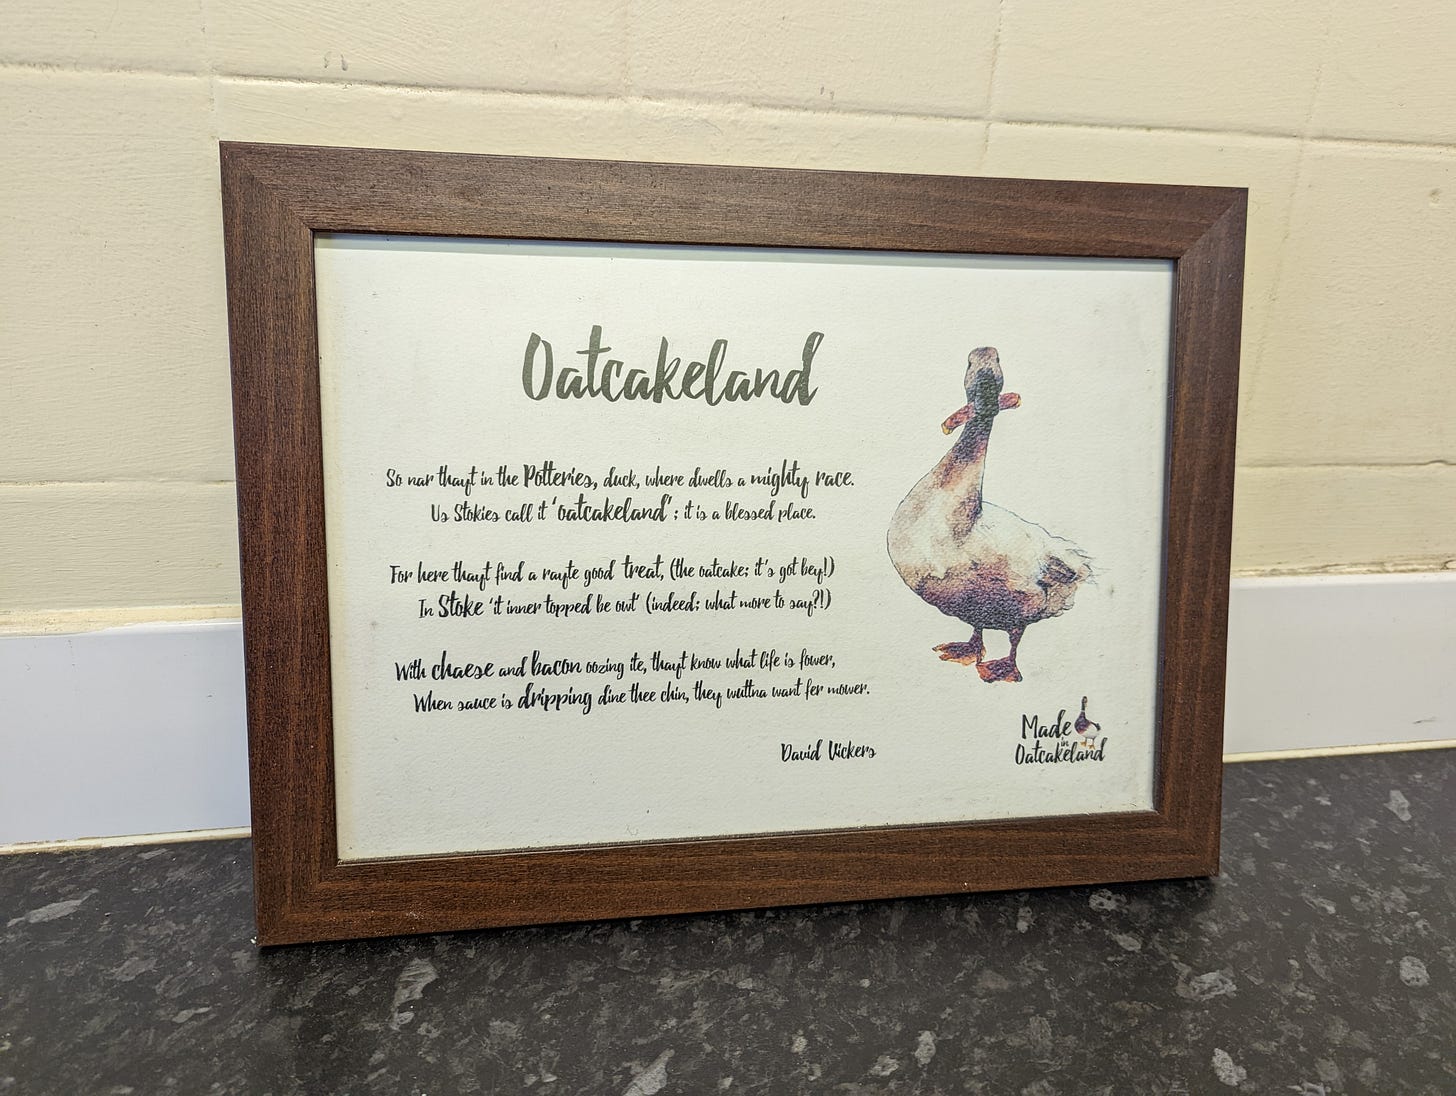 Oatcakeland
So nar thayt in the Potteries, duck, where dwells a mighty race.
Us Stokies call it 'oatcakeland'; it is a blessed place.
For here thayt find a rayte good treat, (the oatcake; it's got bey!)
In Stoke 'it inner topped be owt' (indeed; what more to say?!)
With chaese and bacon oozing ite, thayt know what life is fower,
When sauce is dripping dine thee chin, they wuttna want fer mower.
David Vickers
Made
in
Oatcakeland